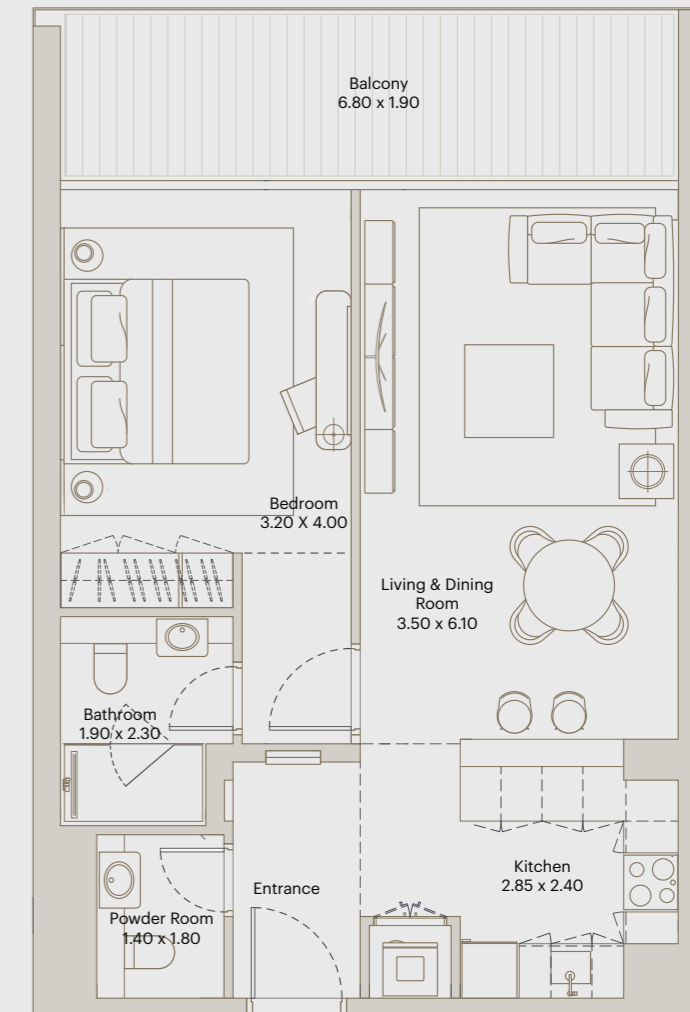 Balcony
6.80 x 1.90
Bedroom
3.20 X 4.00
Living & Dining
Room
3.50 x 6.10
Bathroom
1.90 x 2.30
Kitchen
2.85 x 2.40
Entrance
Powder Room
1.40 x 1.80